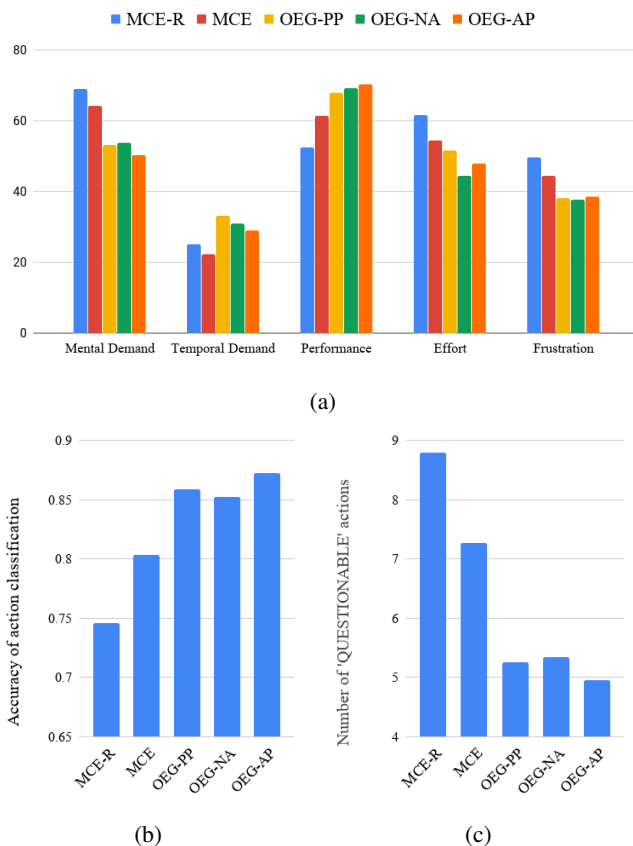 MCE-R MCE OEG-PP OEG-NA OEG-AP
80
60
40
20
0
Mental Demand Temporal Demand Performance Effort Frustration
(a)
Accuracy of action classification
0.9
0.85
0.8
0.75
0.7
0.65
MCE-R MCE OEG-PP OEG-NA OEG-AP
(b)
Number of 'QUESTIONABLE' actions
9
8
7
6
5
4
MCE-R MCE OEG-PP OEG-NA OEG-AP
(c)